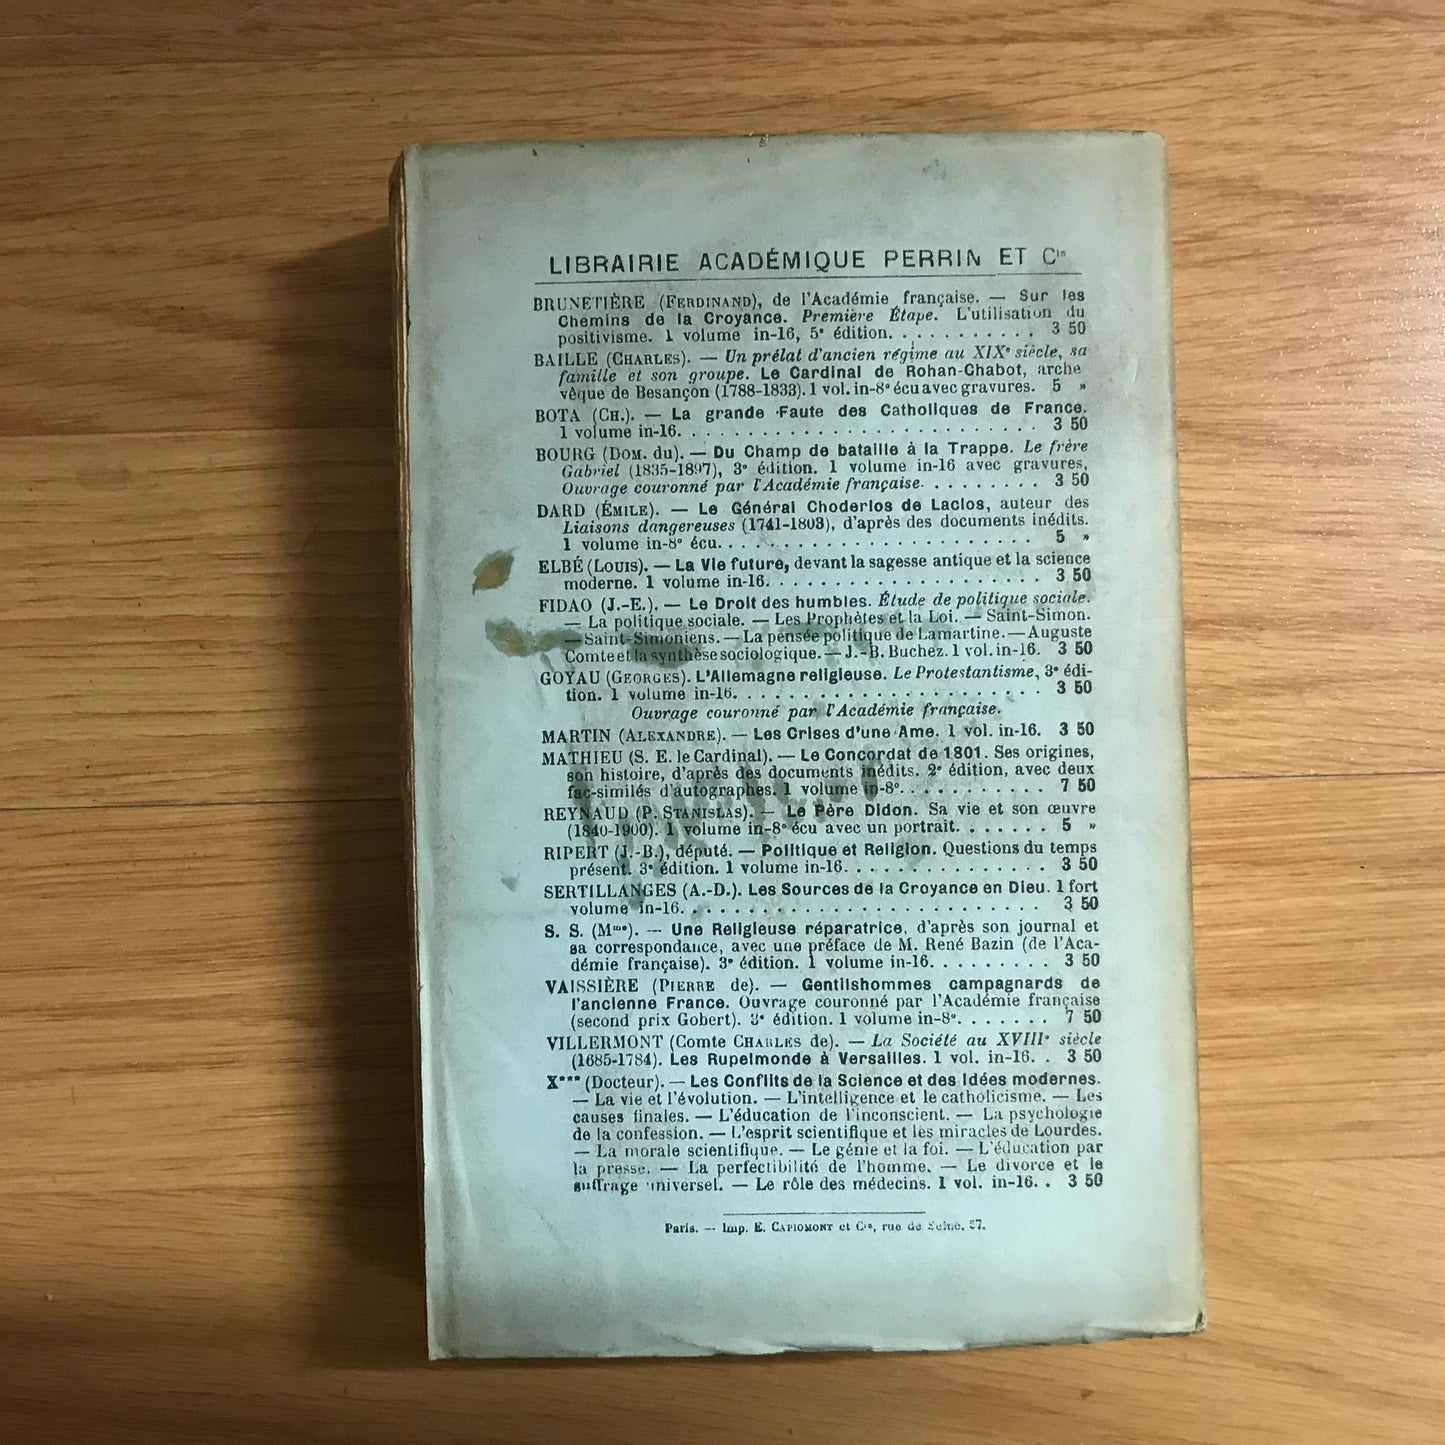 LIBRAIRIE ACADÉMIQUE PERRIN ET Cie
BRUNETIÈRE (FERDINAND), de l'Académie française. — Sur les
Chemins de la Croyance. Première Étape. L'utilisation du
positivisme. 1 volume in-16, 5e édition. . . . . . . . . . . 3 50
BAILLE (CHARLES). — Un prélat d'ancien régime au XIXe siècle, sa
famille et son groupe. Le Cardinal de Rohan-Chabot, arche
vêque de Besançon (1788-1833). 1 vol. in-8e écu avec gravures. 5 »
BOTA (CH.). — La grande Faute des Catholiques de France.
1 volume in-16. . . . . . . . . . . . . . . . . . . . . . . . 3 50
BOURG (DOM. du). — Du Champ de bataille à la Trappe. Le frère
Gabriel (1835-1897), 3e édition. 1 volume in-16 avec gravures,
Ouvrage couronné par l'Académie française. . . . . . . . . 3 50
DARD (ÉMILE). — Le Général Choderlos de Laclos, auteur des
Liaisons dangereuses (1741-1803), d'après des documents inédits.
1 volume in-8e écu. . . . . . . . . . . . . . . . . . . . . . 5 »
ELBÉ (LOUIS). — La Vie future, devant la sagesse antique et la science
moderne. 1 volume in-16. . . . . . . . . . . . . . . . . . . 3 50
FIDAO (J.-E.). — Le Droit des humbles. Étude de politique sociale.
— La politique sociale. — Les Prophètes et la Loi. — Saint-Simon.
— Saint-Simoniens. — La pensée politique de Lamartine. — Auguste
Comte et la synthèse sociologique. — J.-B. Buchez. 1 vol. in-16. 3 50
GOYAU (GEORGES). L'Allemagne religieuse. Le Protestantisme, 3e édi-
tion. 1 volume in-16. . . . . . . . . . . . . . . . . . . . . 3 50
Ouvrage couronné par l'Académie française.
MARTIN (ALEXANDRE). — Les Crises d'une Ame. 1 vol. in-16. 3 50
MATHIEU (S. E. le Cardinal). — Le Concordat de 1801. Ses origines,
son histoire, d'après des documents inédits. 2e édition, avec deux
fac-similés d'autographes. 1 volume in-8e. . . . . . . . . . 7 50
REYNAUD (P. STANISLAS). — Le Père Didon. Sa vie et son œuvre
(1840-1900). 1 volume in-8e écu avec un portrait. . . . . . . 5 »
RIPERT (J.-B.), député. — Politique et Religion. Questions du temps
présent. 3e édition. 1 volume in-16. . . . . . . . . . . . . . 3 50
SERTILLANGES (A.-D.). Les Sources de la Croyance en Dieu. 1 fort
volume in-16. . . . . . . . . . . . . . . . . . . . . . . . . 3 50
S. S. (Mme). — Une Religieuse réparatrice, d'après son journal et
sa correspondance, avec une préface de M. René Bazin (de l'Aca-
démie française). 3e édition. 1 volume in-16. . . . . . . . . 3 50
VAISSIÈRE (PIERRE de). — Gentilshommes campagnards de
l'ancienne France. Ouvrage couronné par l'Académie française
(second prix Gobert). 3e édition. 1 volume in-8e. . . . . . . 7 50
VILLERMONT (Comte CHARLES de). — La Société au XVIIIe siècle
(1685-1784). Les Rupelmonde à Versailles. 1 vol. in-16. . 3 50
X*** (Docteur). — Les Conflits de la Science et des Idées modernes.
— La vie et l'évolution. — L'intelligence et le catholicisme. — Les
causes finales. — L'éducation de l'inconscient. — La psychologie
de la confession. — L'esprit scientifique et les miracles de Lourdes.
— La morale scientifique. — Le génie et la foi. — L'éducation par
la presse. — La perfectibilité de l'homme. — Le divorce et le
suffrage universel. — Le rôle des médecins. 1 vol. in-16. . 3 50
Paris. — Imp. E. CAPIOMONT et Cie, rue de Seine, 57.